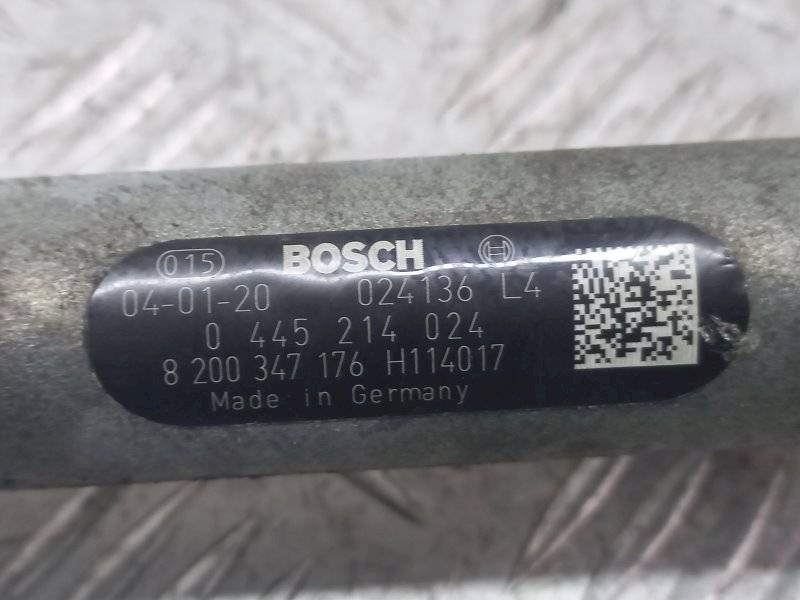 015 BOSCH
04-01-20 024136 L4
0 445 214 024
8 200 347 176 H114017
Made in Germany